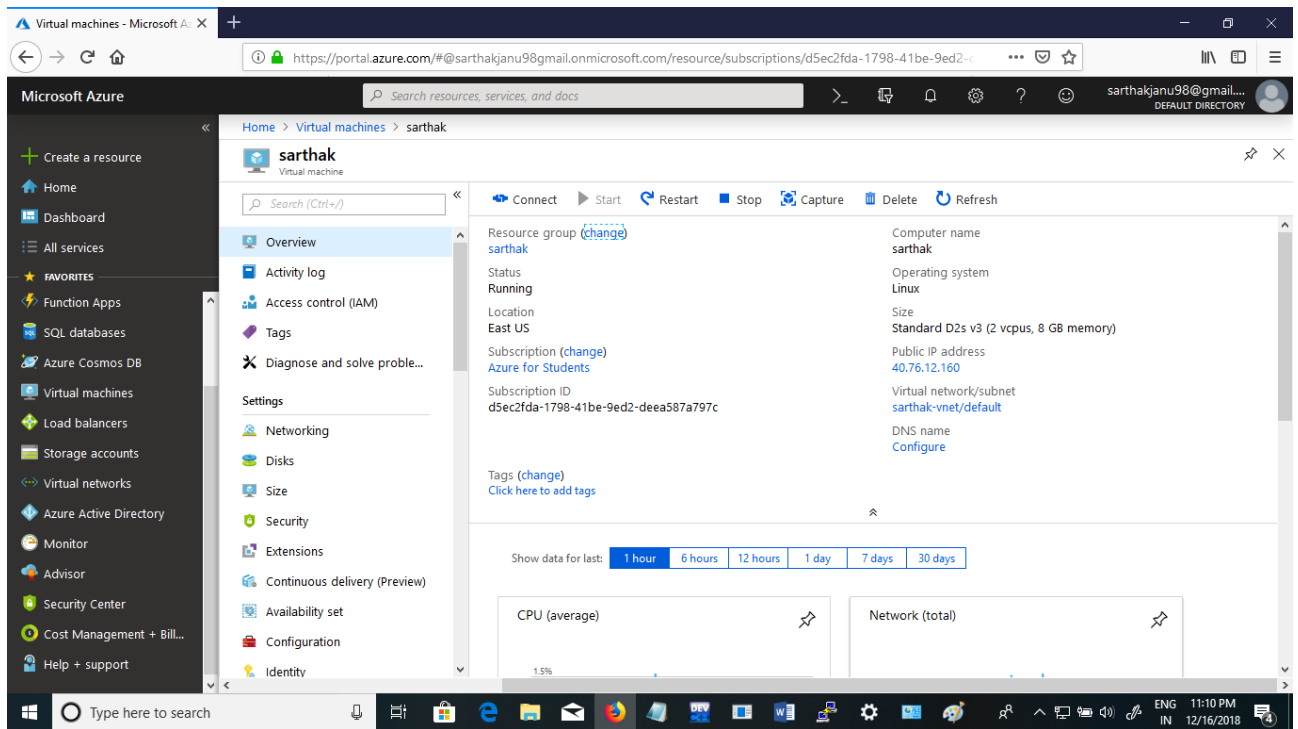 Virtual machines - Microsoft A
https://portal.azure.com/#@sarthakjanu98gmail.onmicrosoft.com/resource/subscriptions/d5ec2fda-1798-41be-9ed2-
Microsoft Azure
Search resources, services, and docs
sarthakjanu98@gmail....
DEFAULT DIRECTORY
Home > Virtual machines > sarthak
sarthak
Virtual machine
Create a resource
Home
Dashboard
All services
FAVORITES
Function Apps
SQL databases
Azure Cosmos DB
Virtual machines
Load balancers
Storage accounts
Virtual networks
Azure Active Directory
Monitor
Advisor
Security Center
Cost Management + Bill...
Help + support
Search (Ctrl+/)
Overview
Activity log
Access control (IAM)
Tags
Diagnose and solve proble...
Settings
Networking
Disks
Size
Security
Extensions
Continuous delivery (Preview)
Availability set
Configuration
Identity
Connect Start Restart Stop Capture Delete Refresh
Resource group (change)
sarthak
Status
Running
Location
East US
Subscription (change)
Azure for Students
Subscription ID
d5ec2fda-1798-41be-9ed2-deea587a797c
Computer name
sarthak
Operating system
Linux
Size
Standard D2s v3 (2 vcpus, 8 GB memory)
Public IP address
40.76.12.160
Virtual network/subnet
sarthak-vnet/default
DNS name
Configure
Tags (change)
Click here to add tags
Show data for last: 1 hour 6 hours 12 hours 1 day 7 days 30 days
CPU (average)
1.5%
Network (total)
Type here to search
DEV
ENG
IN
11:10 PM
12/16/2018
4